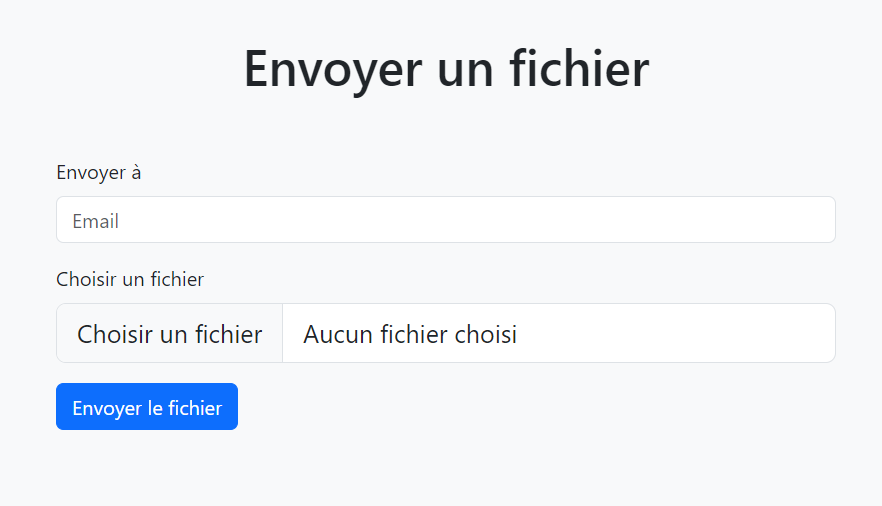 Envoyer un fichier
Envoyer à
Email
Choisir un fichier
Choisir un fichier Aucun fichier choisi
Envoyer le fichier